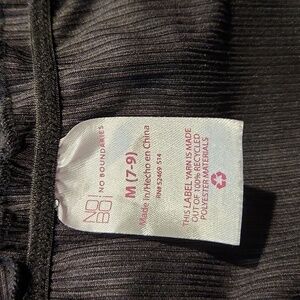 NO
BO
NO BOUNDARIES
M (7-9)
Made in/Hecho en China
RN# 52469 S14
THIS LABEL YARN IS MADE
OUT OF 100% RECYCLED
POLYESTER MATERIALS